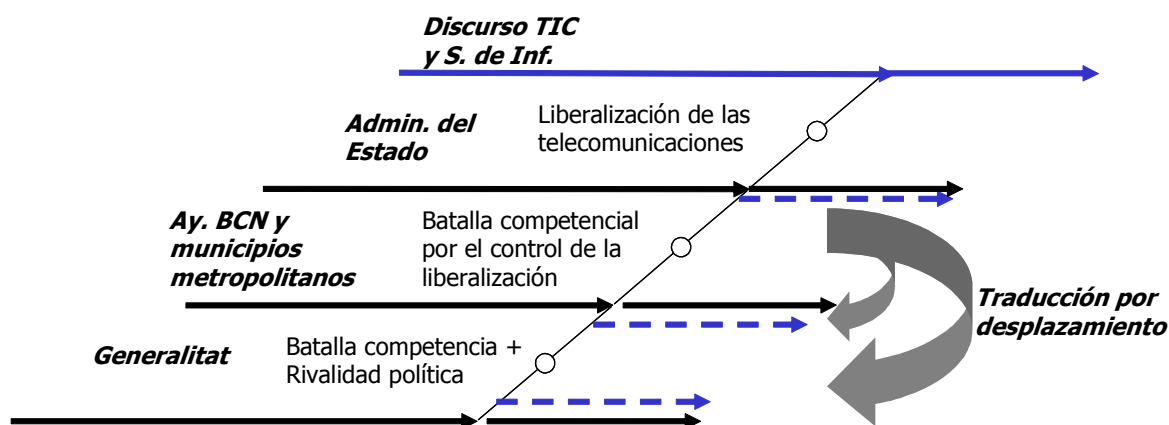 Discurso TIC
y S. de Inf.
Admin. del
Estado
Liberalización de las
telecomunicaciones
Ay. BCN y
municipios
metropolitanos
Batalla competencial
por el control de la
liberalización
Traducción por
desplazamiento
Generalitat
Batalla competencia +
Rivalidad política